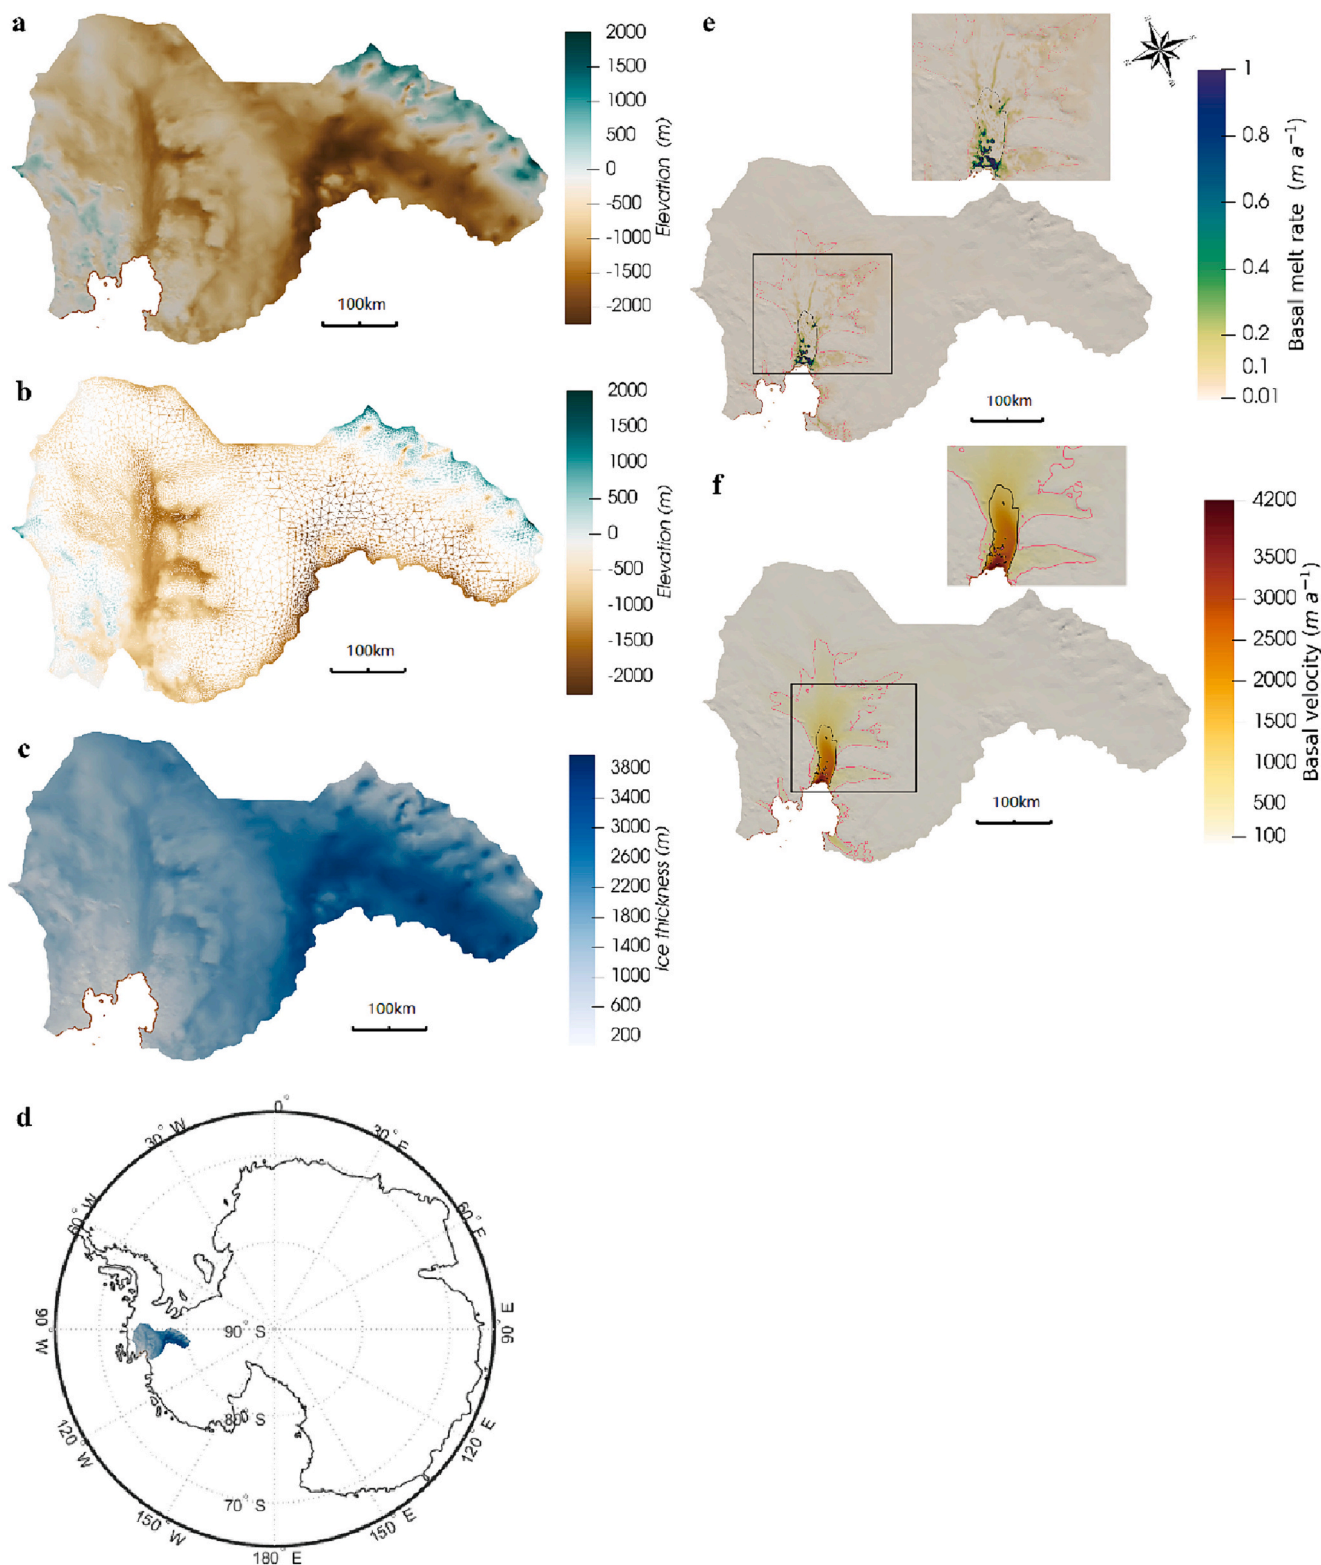 a
2000
1500
1000
500
0
-500
-1000
-1500
-2000
Elevation (m)
100km
b
2000
1500
1000
500
0
-500
-1000
-1500
-2000
Elevation (m)
100km
c
3800
3400
3000
2600
2200
1800
1400
1000
600
200
ice thickness (m)
100km
d
0°
30° W
30° E
60° W
60° E
90° W
90° S
90° E
80° S
120° W
120° E
70° S
150° W
150° E
180° E
e
1
0.8
0.6
0.4
0.2
0.1
0.01
Basal melt rate (m a⁻¹)
100km
f
4200
3500
3000
2500
2000
1500
1000
500
100
Basal velocity (m a⁻¹)
100km